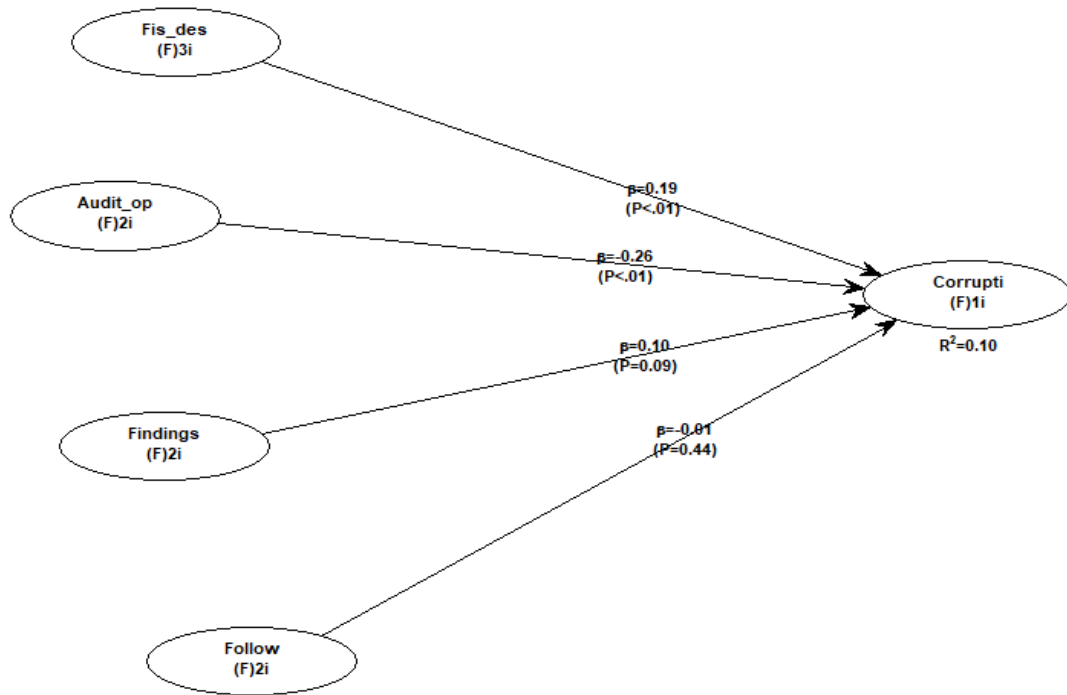 Fis_des
(F)3i
β=0.19
(P<.01)
Audit_op
(F)2i
β=-0.26
(P<.01)
Corrupti
(F)1i
R²=0.10
β=0.10
(P=0.09)
Findings
(F)2i
β=-0.01
(P=0.44)
Follow
(F)2i